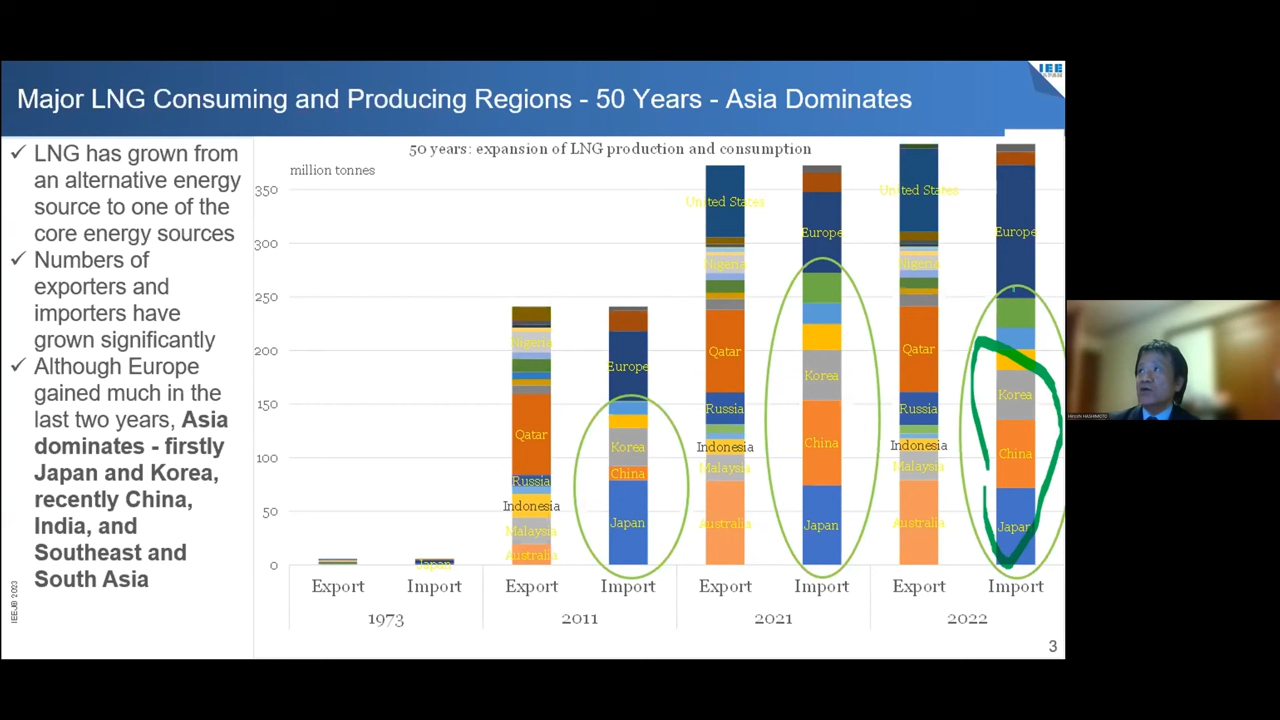 Major LNG Consuming and Producing Regions - 50 Years - Asia Dominates
IEE
JAPAN
✓ LNG has grown from
an alternative energy
source to one of the
core energy sources
✓ Numbers of
exporters and
importers have
grown significantly
✓ Although Europe
gained much in the
last two years, Asia
dominates - firstly
Japan and Korea,
recently China,
India, and
Southeast and
South Asia
IEEJ© 2023
50 years: expansion of LNG production and consumption
million tonnes
350
300
250
200
150
100
50
0
Japan
Nigeria
Qatar
Russia
Indonesia
Malaysia
Australia
Europe
Korea
China
Japan
United States
Nigeria
Qatar
Russia
Indonesia
Malaysia
Australia
Europe
Korea
China
Japan
United States
Nigeria
Qatar
Russia
Indonesia
Malaysia
Australia
Europe
Korea
China
Japan
Export Import Export Import Export Import Export Import
1973 2011 2021 2022
3
Hiroshi HASHIMOTO